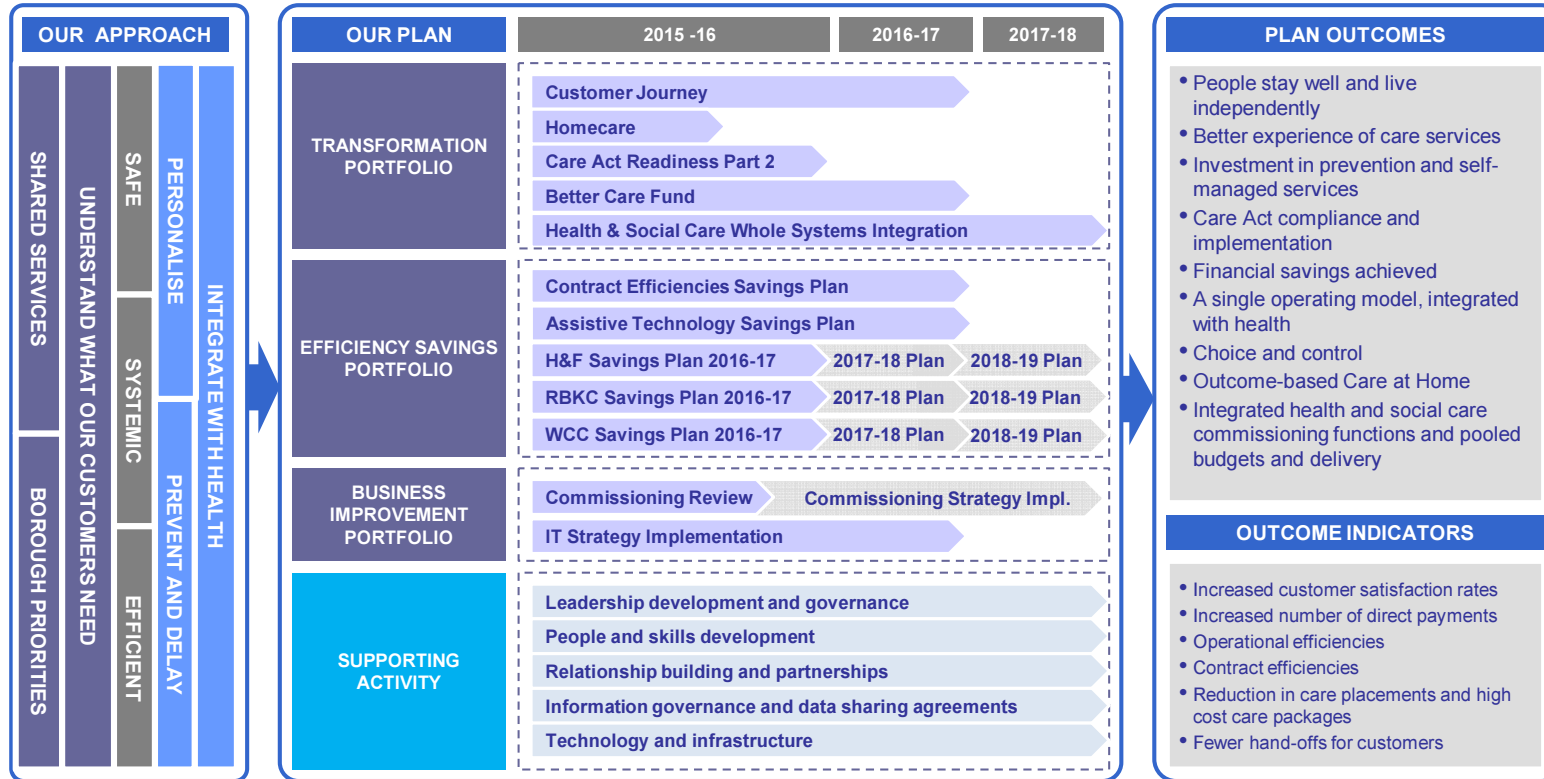 OUR APPROACH
SHARED SERVICES
BOROUGH PRIORITIES
UNDERSTAND WHAT OUR CUSTOMERS NEED
SAFE
SYSTEMIC
EFFICIENT
PERSONALISE
PREVENT AND DELAY
INTEGRATE WITH HEALTH
OUR PLAN
2015 -16
2016-17
2017-18
TRANSFORMATION
PORTFOLIO
Customer Journey
Homecare
Care Act Readiness Part 2
Better Care Fund
Health & Social Care Whole Systems Integration
EFFICIENCY SAVINGS
PORTFOLIO
Contract Efficiencies Savings Plan
Assistive Technology Savings Plan
H&F Savings Plan 2016-17
2017-18 Plan
2018-19 Plan
RBKC Savings Plan 2016-17
2017-18 Plan
2018-19 Plan
WCC Savings Plan 2016-17
2017-18 Plan
2018-19 Plan
BUSINESS
IMPROVEMENT
PORTFOLIO
Commissioning Review
Commissioning Strategy Impl.
IT Strategy Implementation
SUPPORTING
ACTIVITY
Leadership development and governance
People and skills development
Relationship building and partnerships
Information governance and data sharing agreements
Technology and infrastructure
PLAN OUTCOMES
• People stay well and live
independently
• Better experience of care services
• Investment in prevention and self-
managed services
• Care Act compliance and
implementation
• Financial savings achieved
• A single operating model, integrated
with health
• Choice and control
• Outcome-based Care at Home
• Integrated health and social care
commissioning functions and pooled
budgets and delivery
OUTCOME INDICATORS
• Increased customer satisfaction rates
• Increased number of direct payments
• Operational efficiencies
• Contract efficiencies
• Reduction in care placements and high
cost care packages
• Fewer hand-offs for customers